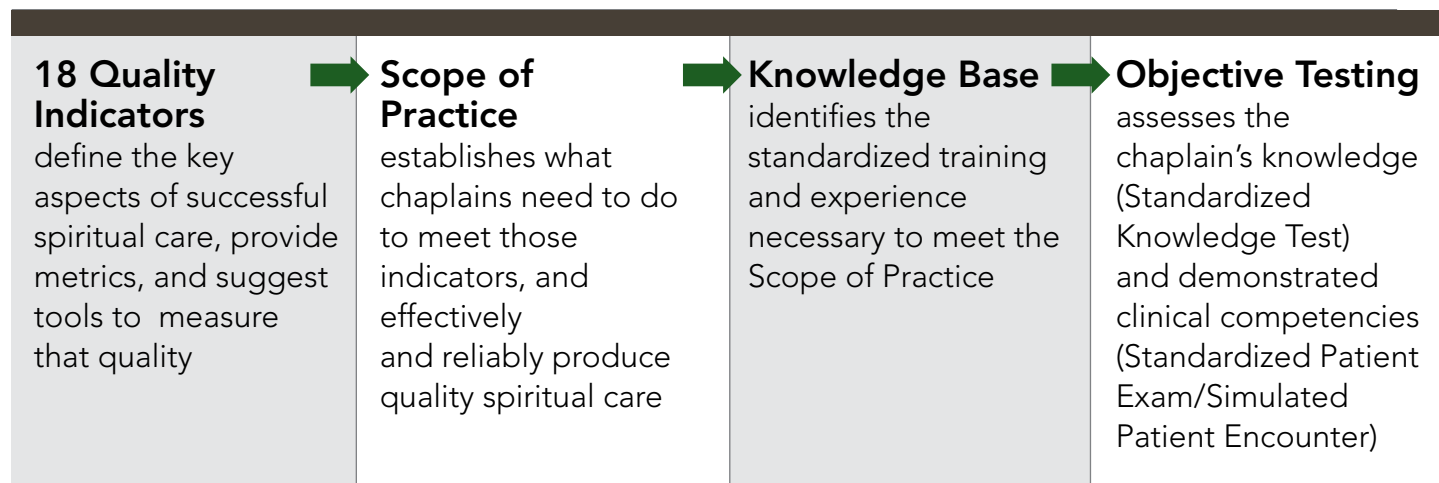 18 Quality
Indicators
define the key
aspects of successful
spiritual care, provide
metrics, and suggest
tools to  measure
that quality
Scope of
Practice
establishes what
chaplains need to do
to meet those
indicators, and
effectively
and reliably produce
quality spiritual care
Knowledge Base
identifies the
standardized training
and experience
necessary to meet the
Scope of Practice
Objective Testing
assesses the
chaplain’s knowledge
(Standardized
Knowledge Test)
and demonstrated
clinical competencies
(Standardized Patient
Exam/Simulated
Patient Encounter)